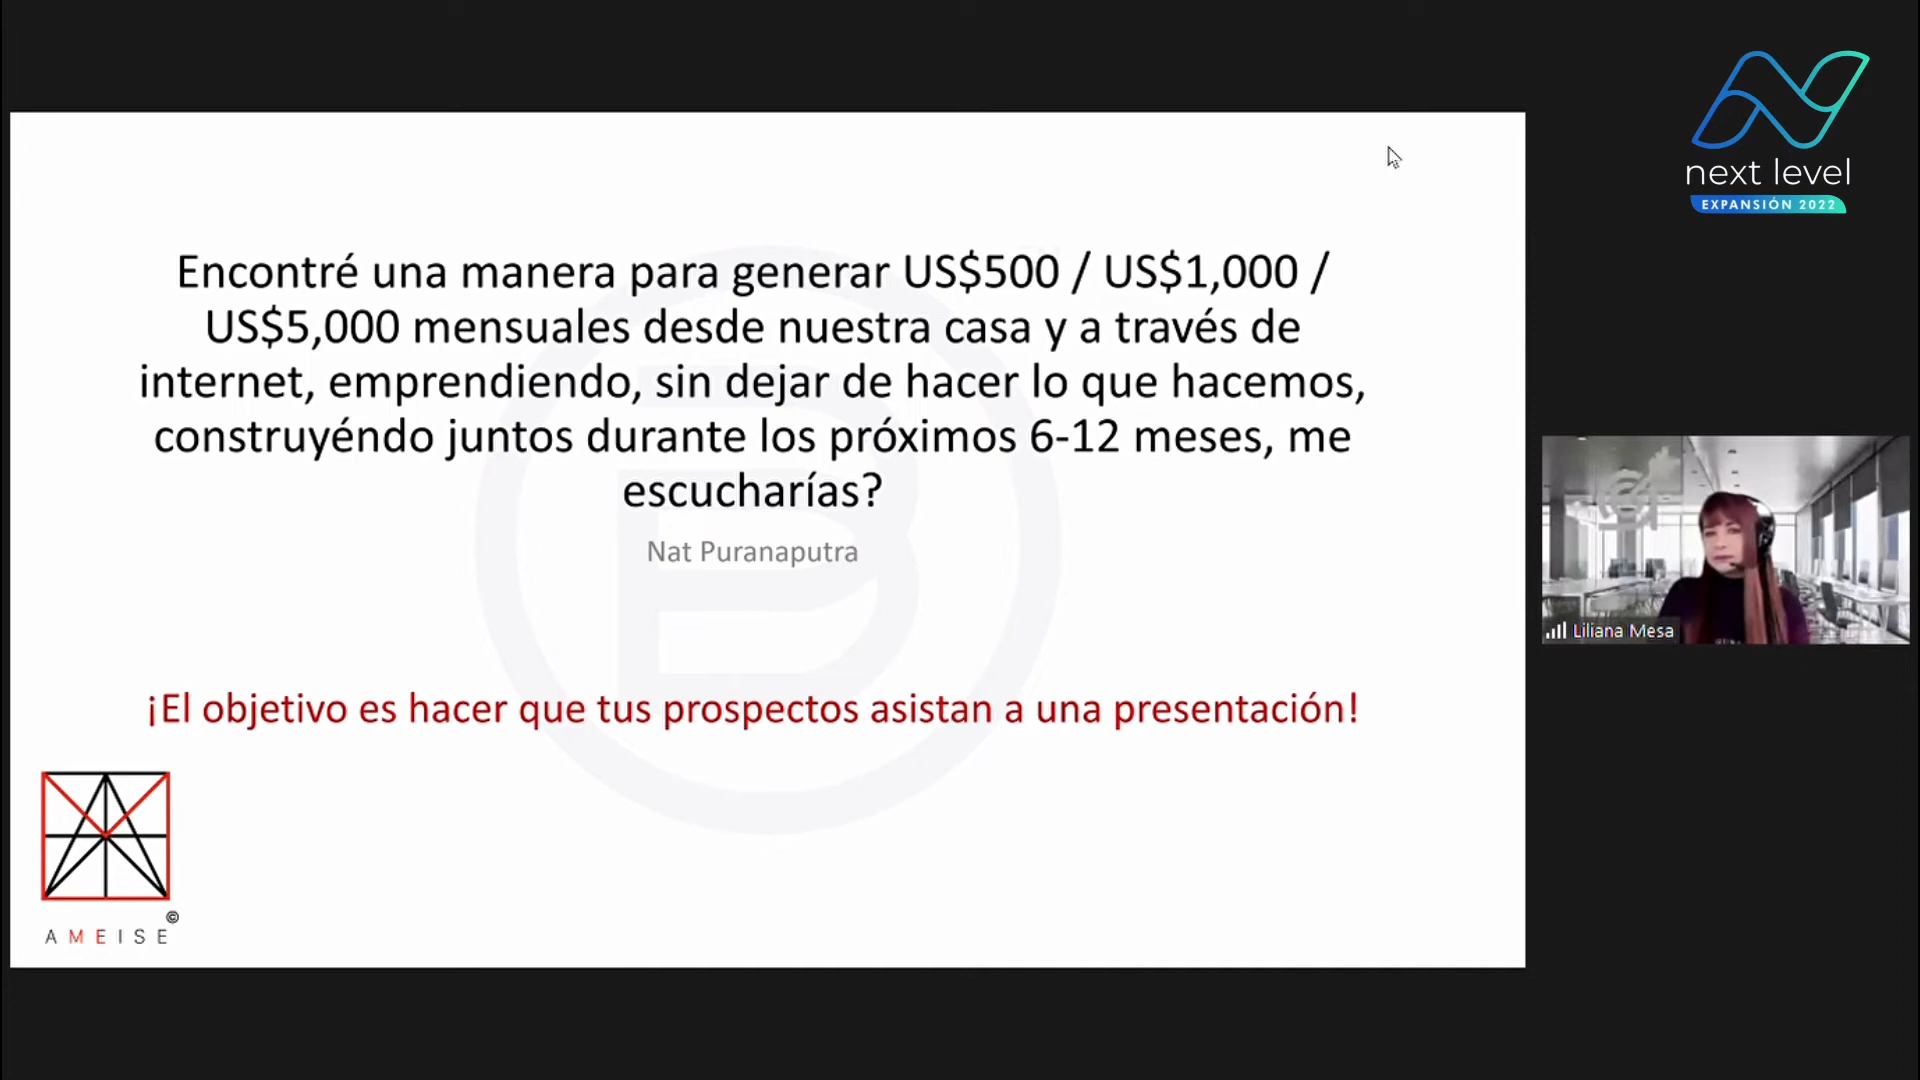 next level
EXPANSIÓN 2022
Encontré una manera para generar US$500 / US$1,000 /
US$5,000 mensuales desde nuestra casa y a través de
internet, emprendiendo, sin dejar de hacer lo que hacemos,
construyéndo juntos durante los próximos 6-12 meses, me
escucharías?
Nat Puranaputra
¡El objetivo es hacer que tus prospectos asistan a una presentación!
Liliana Mesa
©
AMEISE